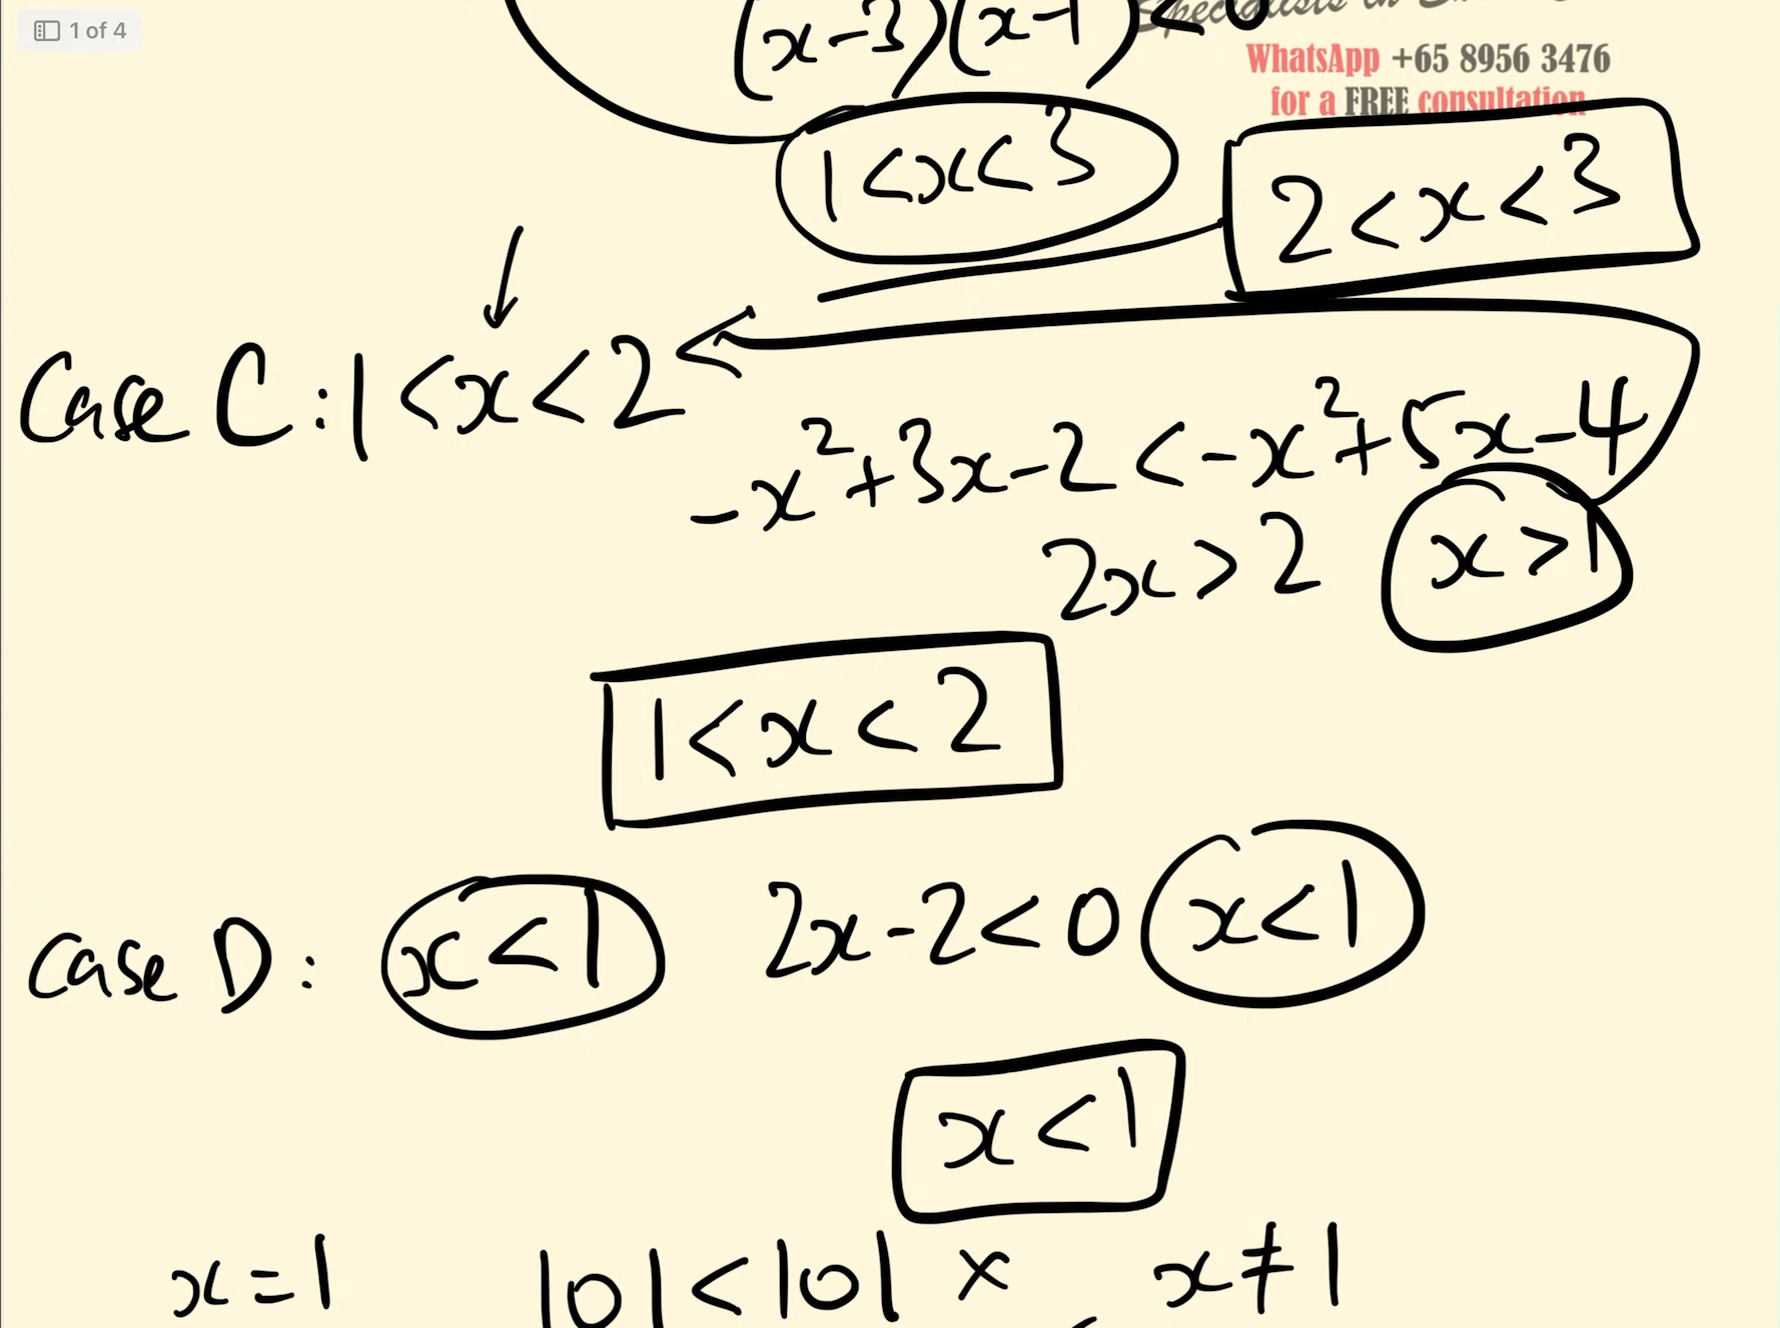 1 of 4
(x-3)(x-1)<0
Specialists in
WhatsApp +65 8956 3476
for a FREE consultation
1<x<3
2<x<3
Case C: 1<x<2
-x²+3x-2<-x²+5x-4
2x>2 x>1
1<x<2
Case D: x<1 2x-2<0 x<1
x<1
x=1 |0|<|0| × x≠1